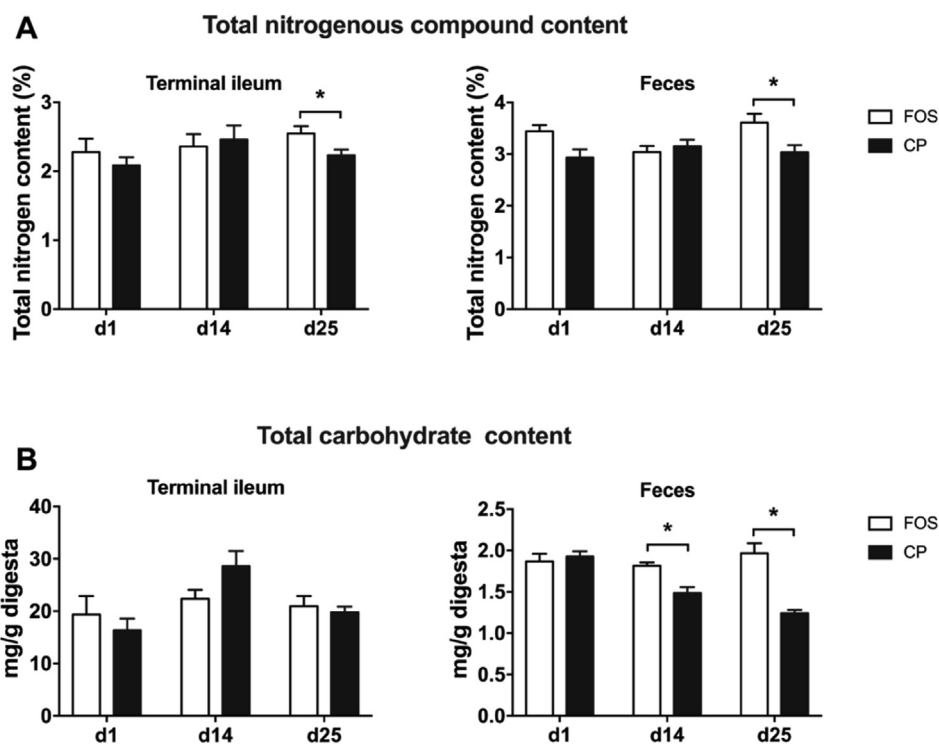 A
Total nitrogenous compound content
Terminal ileum
Total nitrogen content (%)
3
2
1
0
*
d1 d14 d25
Feces
Total nitrogen content (%)
4
3
2
1
0
*
d1 d14 d25
FOS
CP
B
Total carbohydrate content
Terminal ileum
mg/g digesta
40
30
20
10
0
d1 d14 d25
Feces
mg/g digesta
2.5
2.0
1.5
1.0
0.5
0.0
* *
d1 d14 d25
FOS
CP